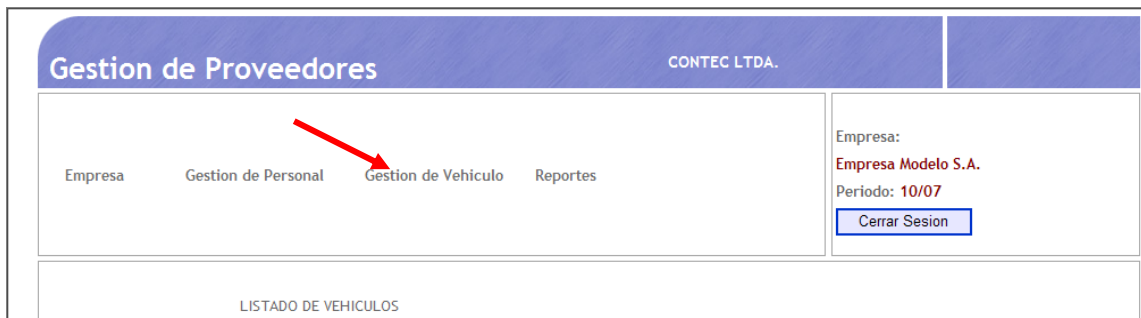 Gestion de Proveedores
CONTEC LTDA.
Empresa Gestion de Personal Gestion de Vehiculo Reportes
Empresa:
Empresa Modelo S.A.
Periodo: 10/07
Cerrar Sesion
LISTADO DE VEHICULOS